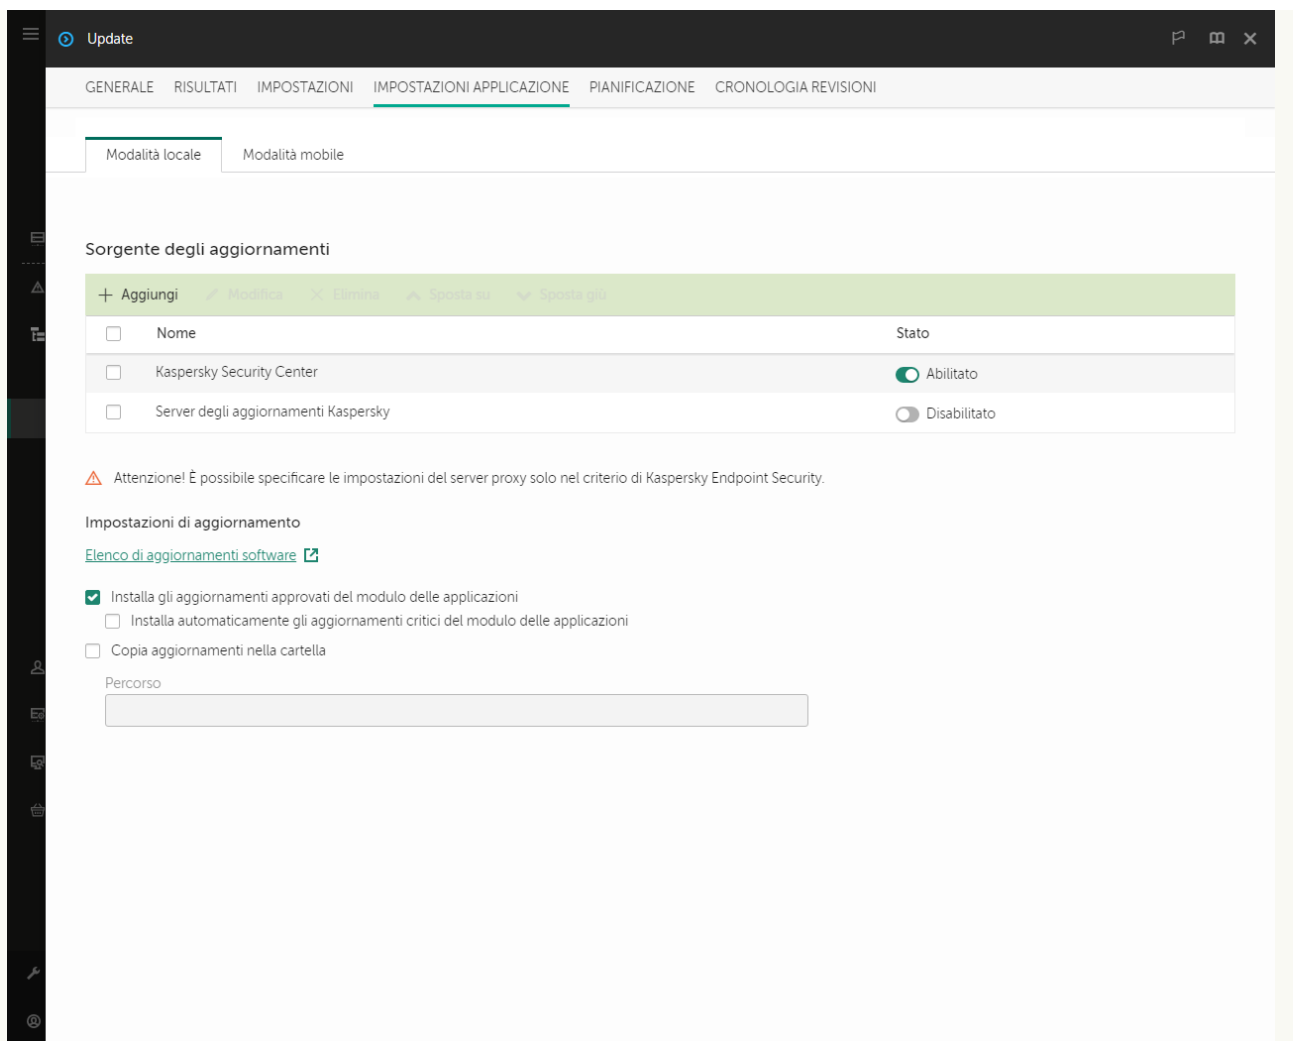 Update
GENERALE RISULTATI IMPOSTAZIONI IMPOSTAZIONI APPLICAZIONE PIANIFICAZIONE CRONOLOGIA REVISIONI
Modalità locale Modalità mobile
Sorgente degli aggiornamenti
Aggiungi Modifica Elimina Sposta su Sposta giù
Nome Stato
Kaspersky Security Center Abilitato
Server degli aggiornamenti Kaspersky Disabilitato
Attenzione! È possibile specificare le impostazioni del server proxy solo nel criterio di Kaspersky Endpoint Security.
Impostazioni di aggiornamento
Elenco di aggiornamenti software
Installa gli aggiornamenti approvati del modulo delle applicazioni
Installa automaticamente gli aggiornamenti critici del modulo delle applicazioni
Copia aggiornamenti nella cartella
Percorso